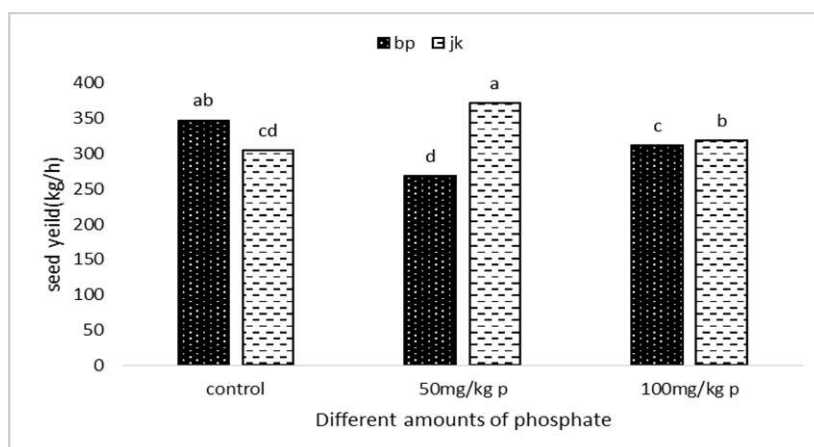 bp jk
400
350
300
250
200
150
100
50
0
seed yeild(kg/h)
ab
cd
d
a
c
b
control 50mg/kg p 100mg/kg p
Different amounts of phosphate